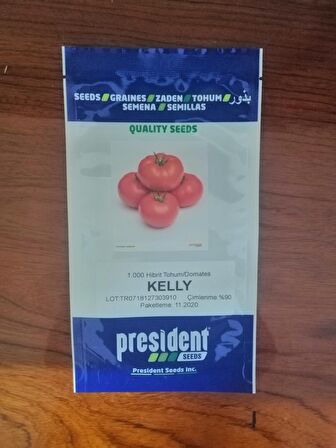 SEEDS GRAINES ZADEN TOHUM بذور
SEMENA SEMILLAS
QUALITY SEEDS
1.000 Hibrit Tohum/Domates
KELLY
LOT:TR0718127303910 Çimlenme:%90
Paketleme: 11.2020
president
SEEDS
President Seeds Inc.